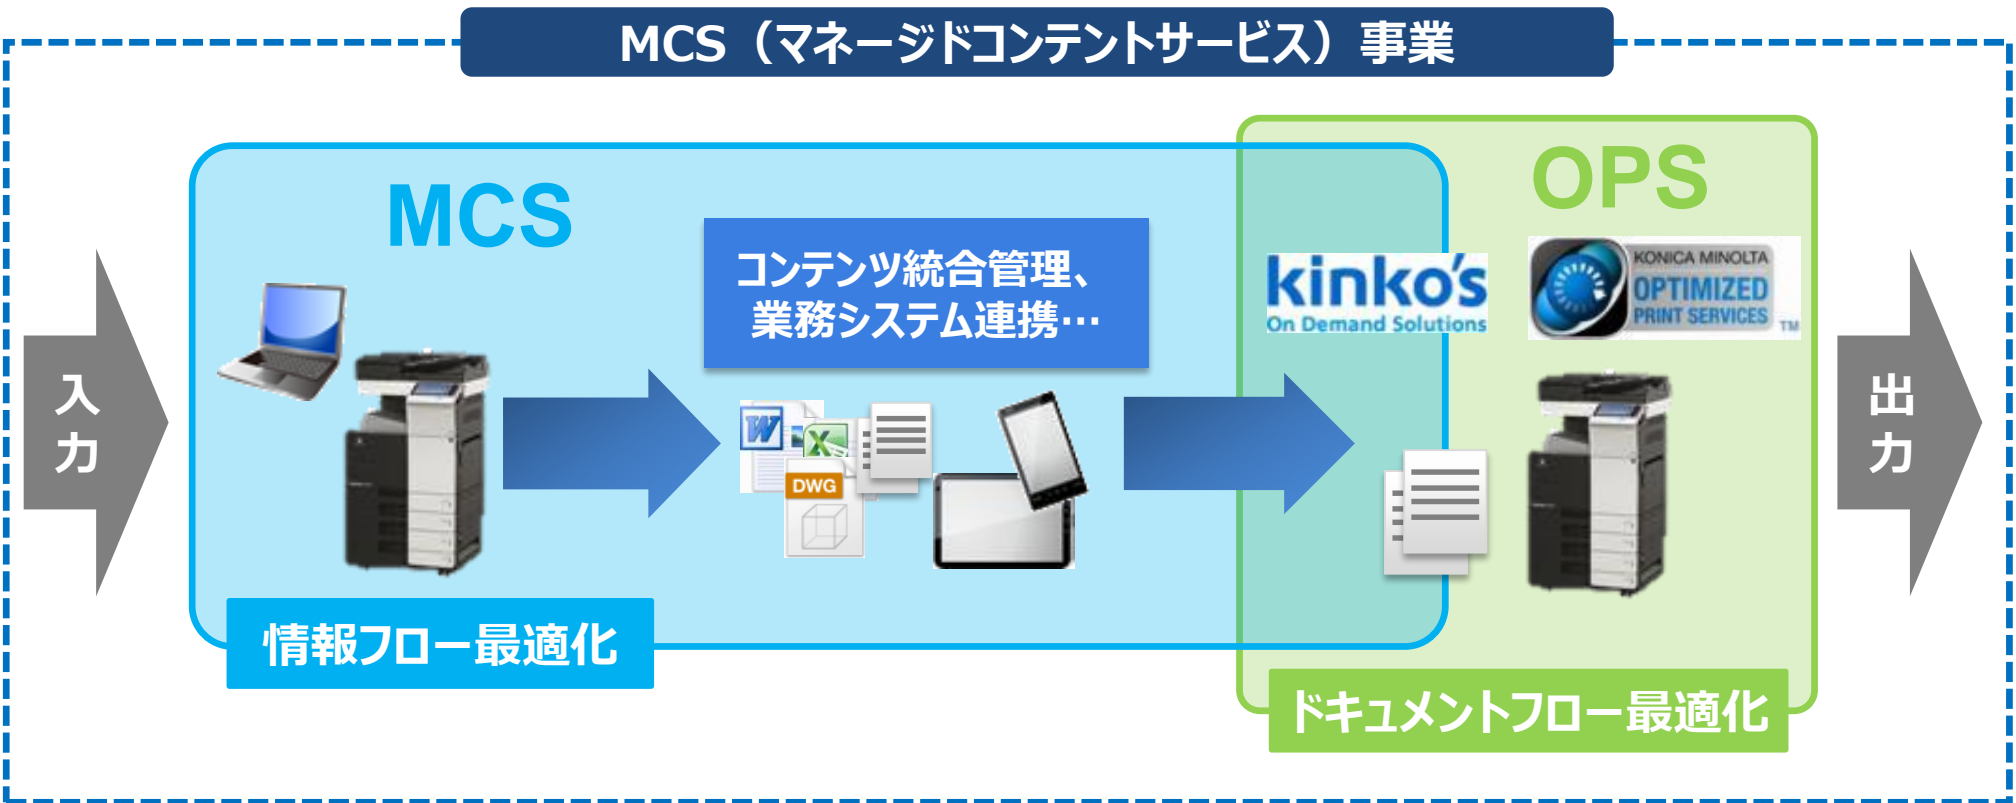 MCS（マネージドコンテントサービス）事業
MCS
OPS
コンテンツ統合管理、
業務システム連携…
kinko's
On Demand Solutions
KONICA MINOLTA
OPTIMIZED
PRINT SERVICES TM
入力
W
X
DWG
出力
情報フロー最適化
ドキュメントフロー最適化